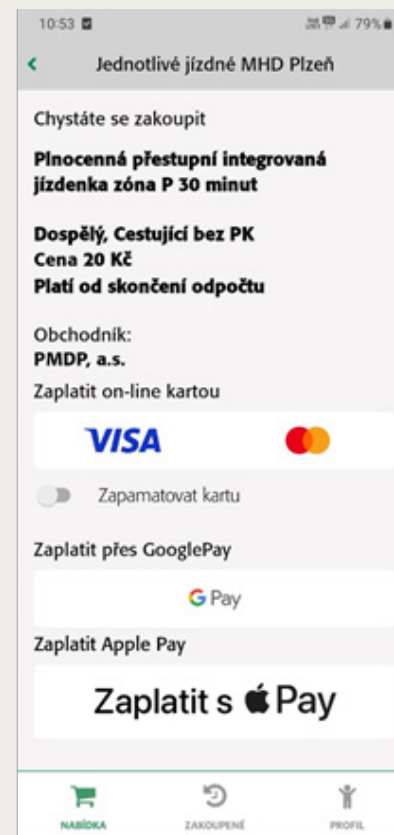 10:53
79%
Jednotlivé jízdné MHD Plzeň
Chystáte se zakoupit
Plnocenná přestupní integrovaná
jízdenka zóna P 30 minut
Dospělý, Cestující bez PK
Cena 20 Kč
Platí od skončení odpočtu
Obchodník:
PMDP, a.s.
Zaplatit on-line kartou
VISA
Zapamatovat kartu
Zaplatit přes GooglePay
G Pay
Zaplatit Apple Pay
Zaplatit s Pay
NABÍDKA ZAKOUPENÉ PROFIL